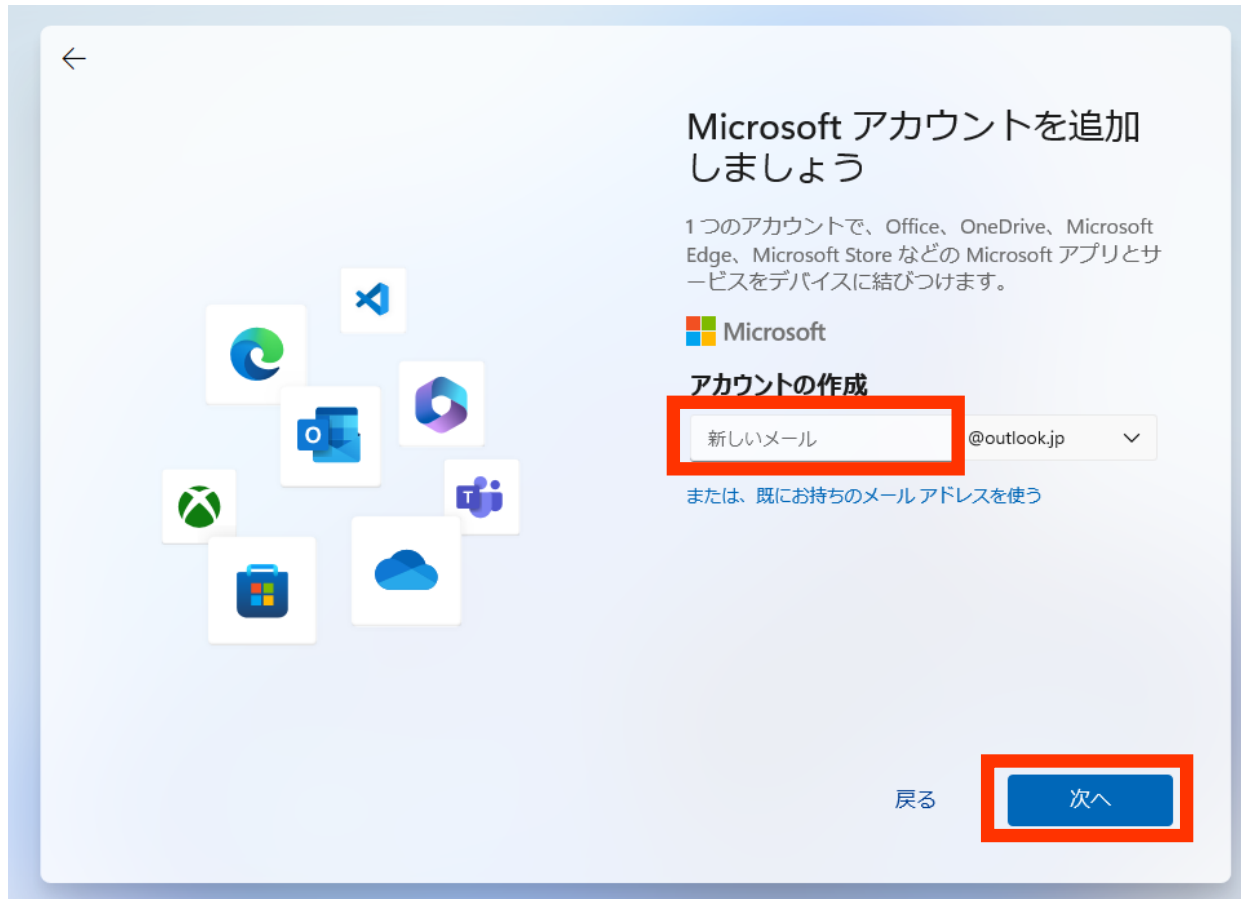 Microsoft アカウントを追加
しましょう
1 つのアカウントで、Office、OneDrive、Microsoft
Edge、Microsoft Store などの Microsoft アプリとサ
ービスをデバイスに結びつけます。
Microsoft
アカウントの作成
新しいメール @outlook.jp
または、既にお持ちのメール アドレスを使う
戻る 次へ